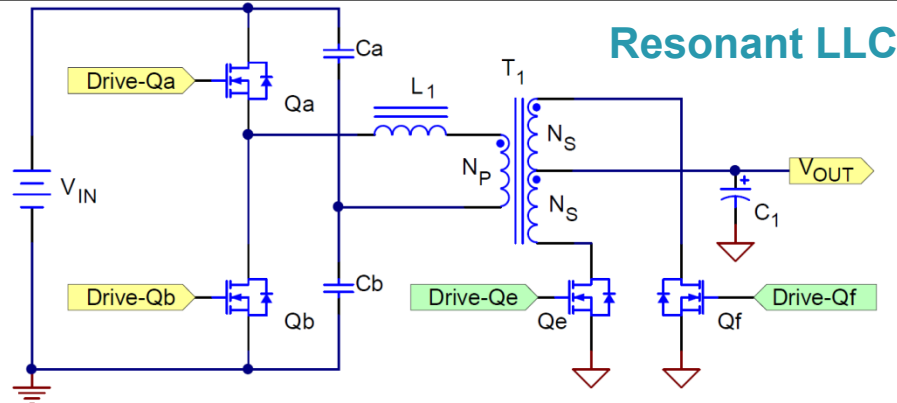 Resonant LLC
Ca
Drive-Qa
Qa
L1
T1
NS
NP
VIN
VOUT
+
NS
C1
Cb
Drive-Qb
Qb
Drive-Qe
Qe
Qf
Drive-Qf